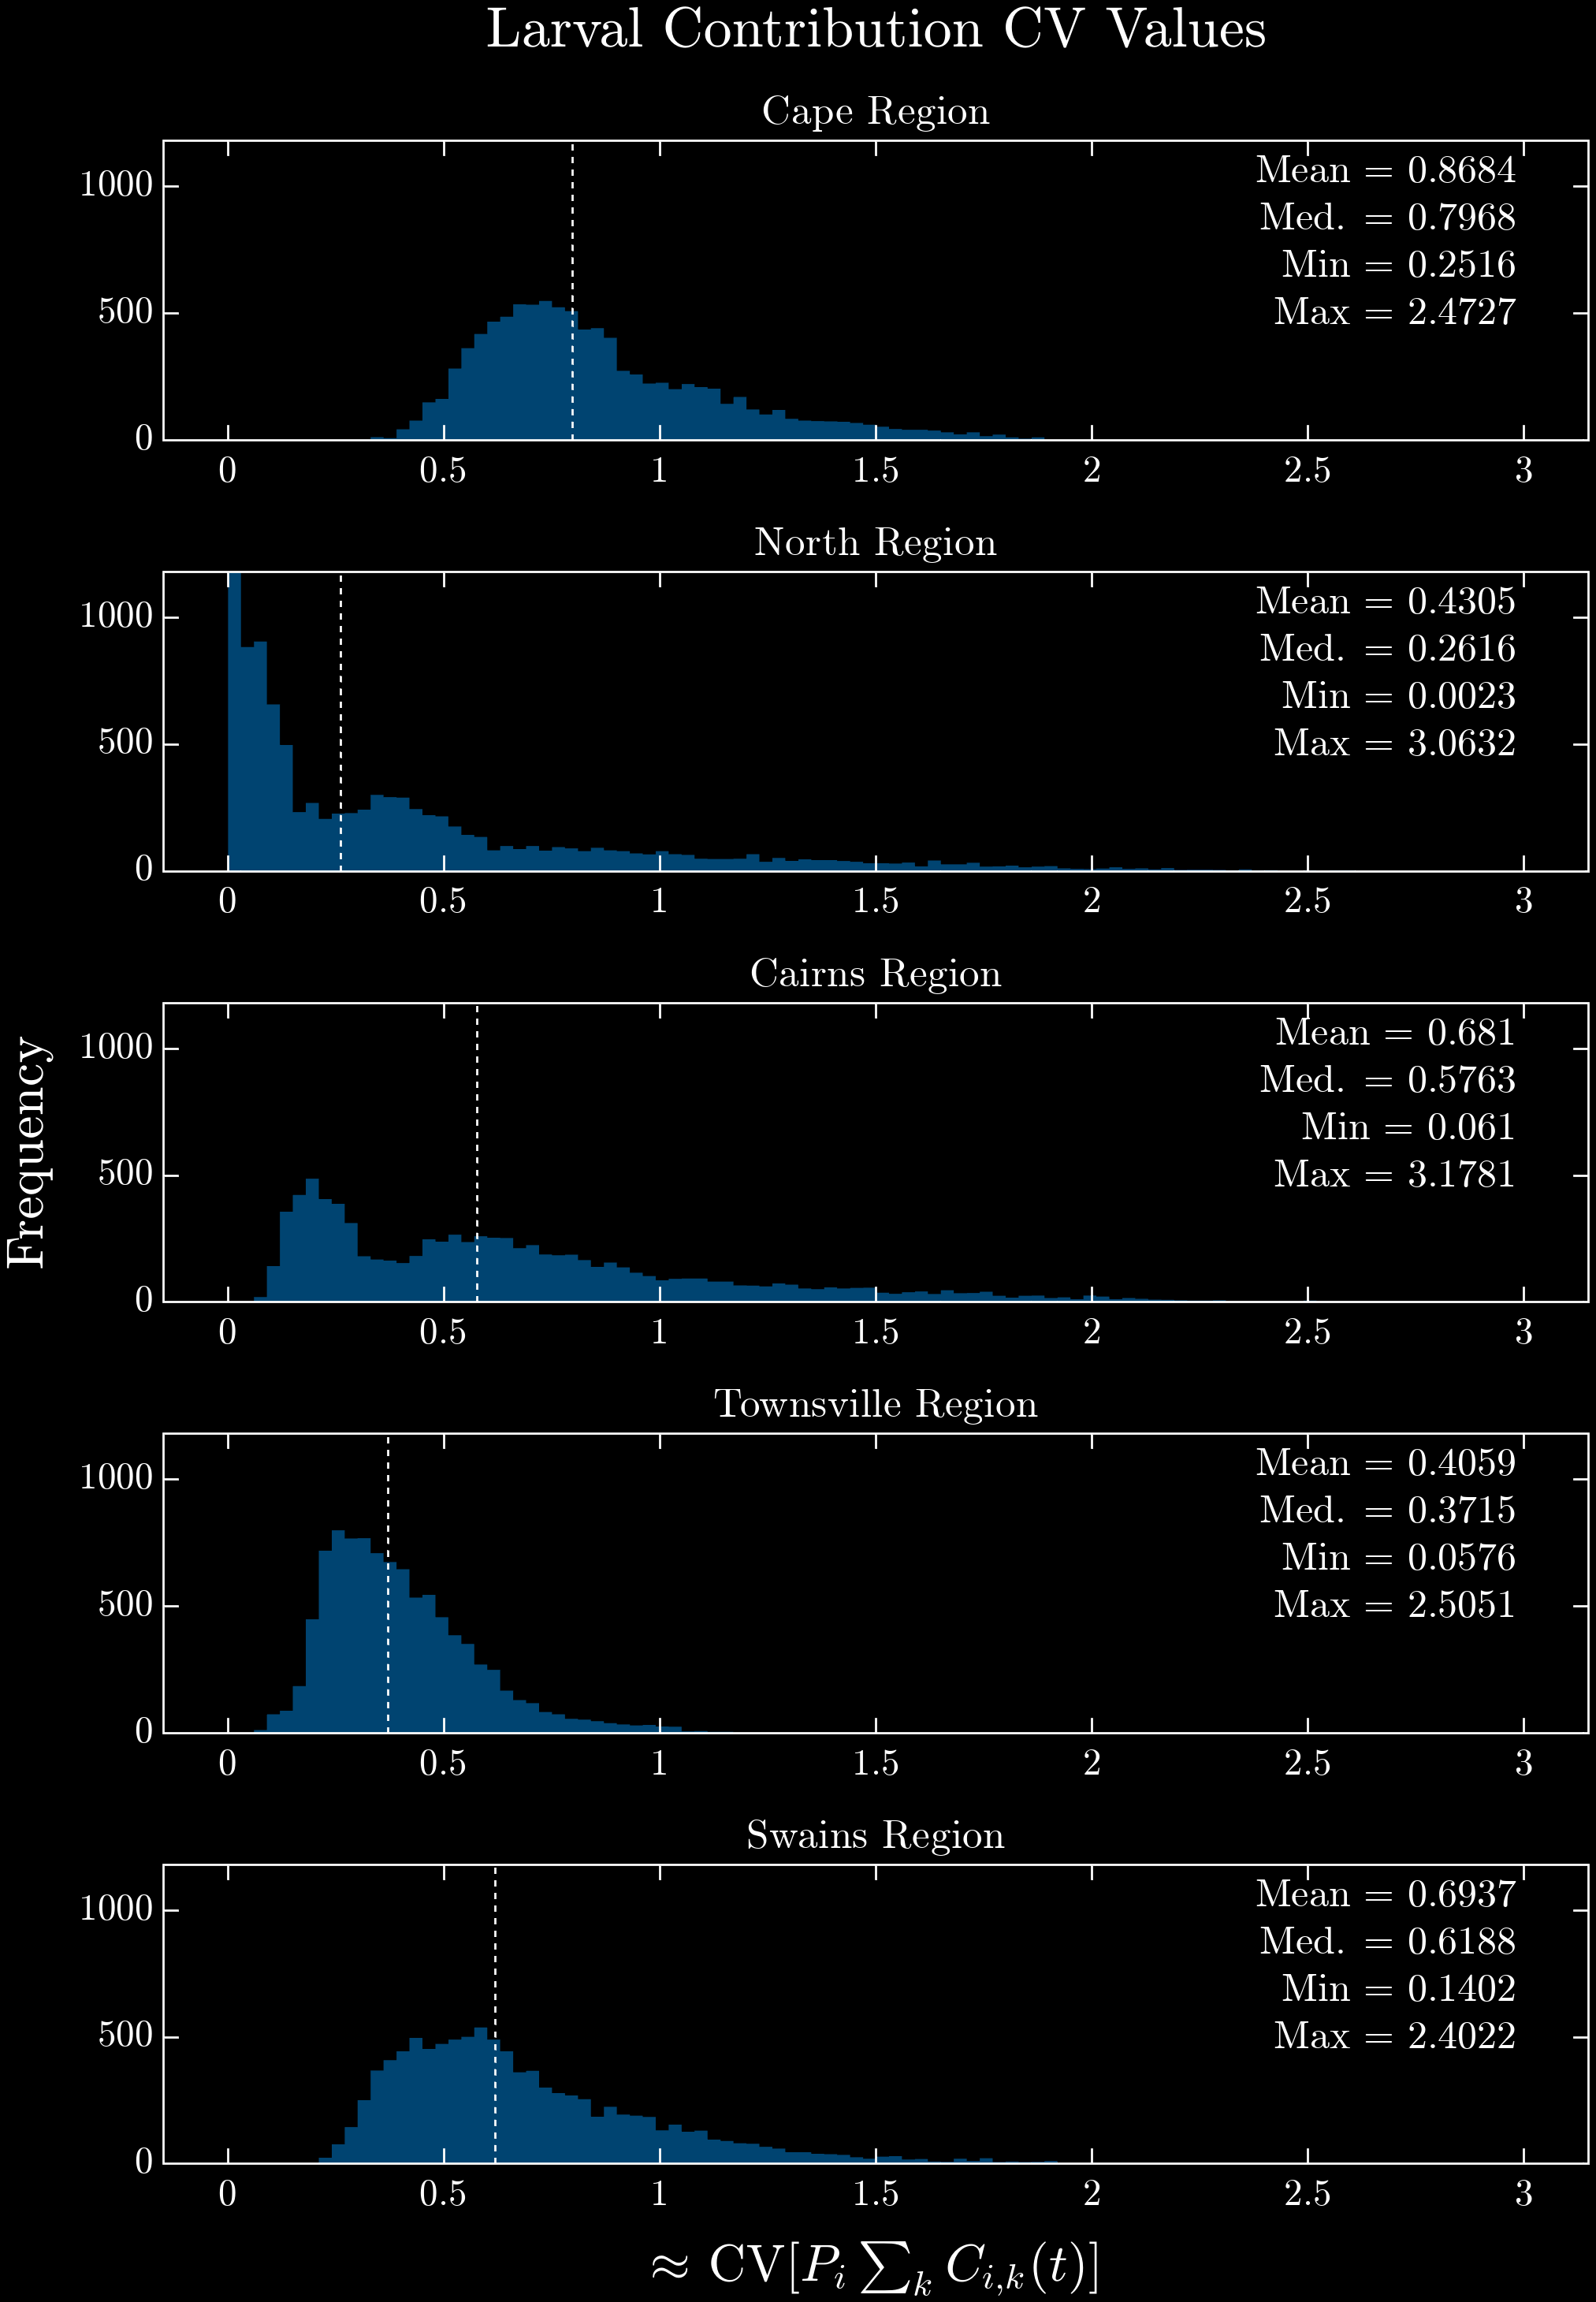 Larval Contribution CV Values
Cape Region
Mean = 0.8684
Med. = 0.7968
Min = 0.2516
Max = 2.4727
1000
500
0
0 0.5 1 1.5 2 2.5 3
North Region
Mean = 0.4305
Med. = 0.2616
Min = 0.0023
Max = 3.0632
1000
500
0
0 0.5 1 1.5 2 2.5 3
Cairns Region
Mean = 0.681
Med. = 0.5763
Min = 0.061
Max = 3.1781
1000
500
0
0 0.5 1 1.5 2 2.5 3
Frequency
Townsville Region
Mean = 0.4059
Med. = 0.3715
Min = 0.0576
Max = 2.5051
1000
500
0
0 0.5 1 1.5 2 2.5 3
Swains Region
Mean = 0.6937
Med. = 0.6188
Min = 0.1402
Max = 2.4022
1000
500
0
0 0.5 1 1.5 2 2.5 3
≈ CV[P_i ∑_k C_{i,k}(t)]